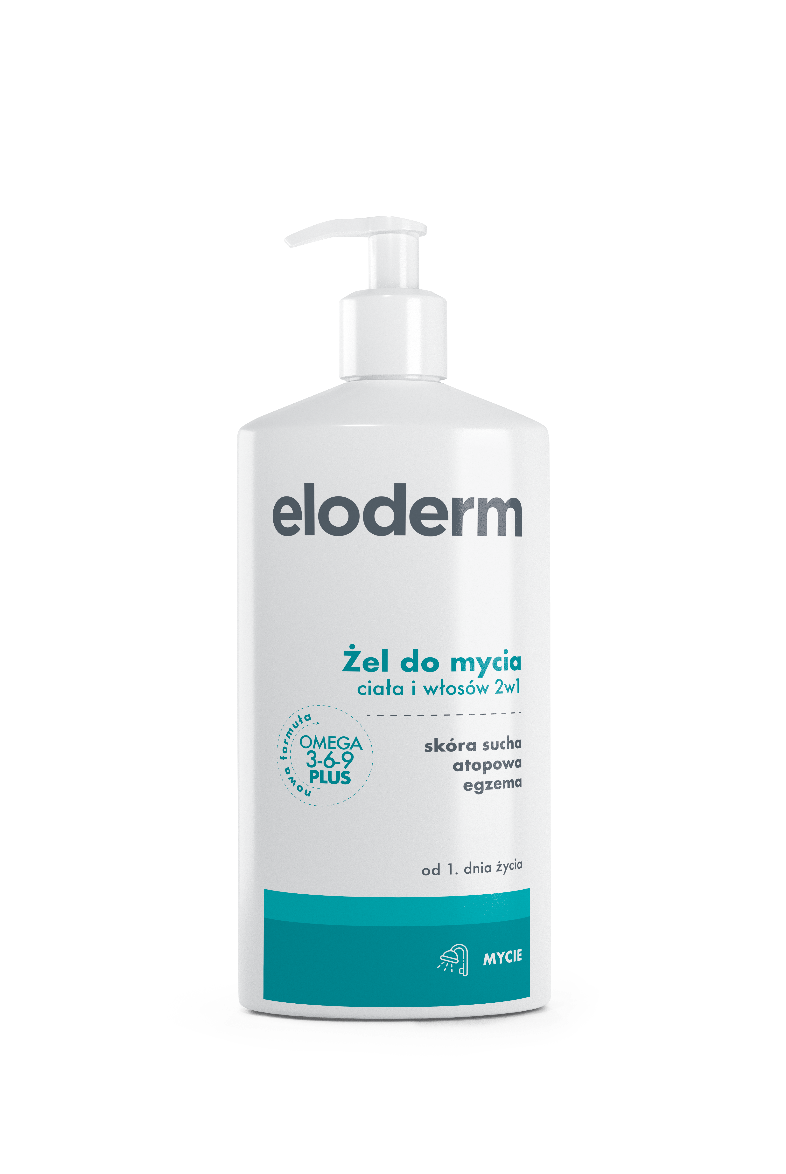 eloderm
Żel do mycia
ciała i włosów 2w1
nowa formuła
OMEGA
3-6-9
PLUS
skóra sucha
atopowa
egzema
od 1. dnia życia
MYCIE